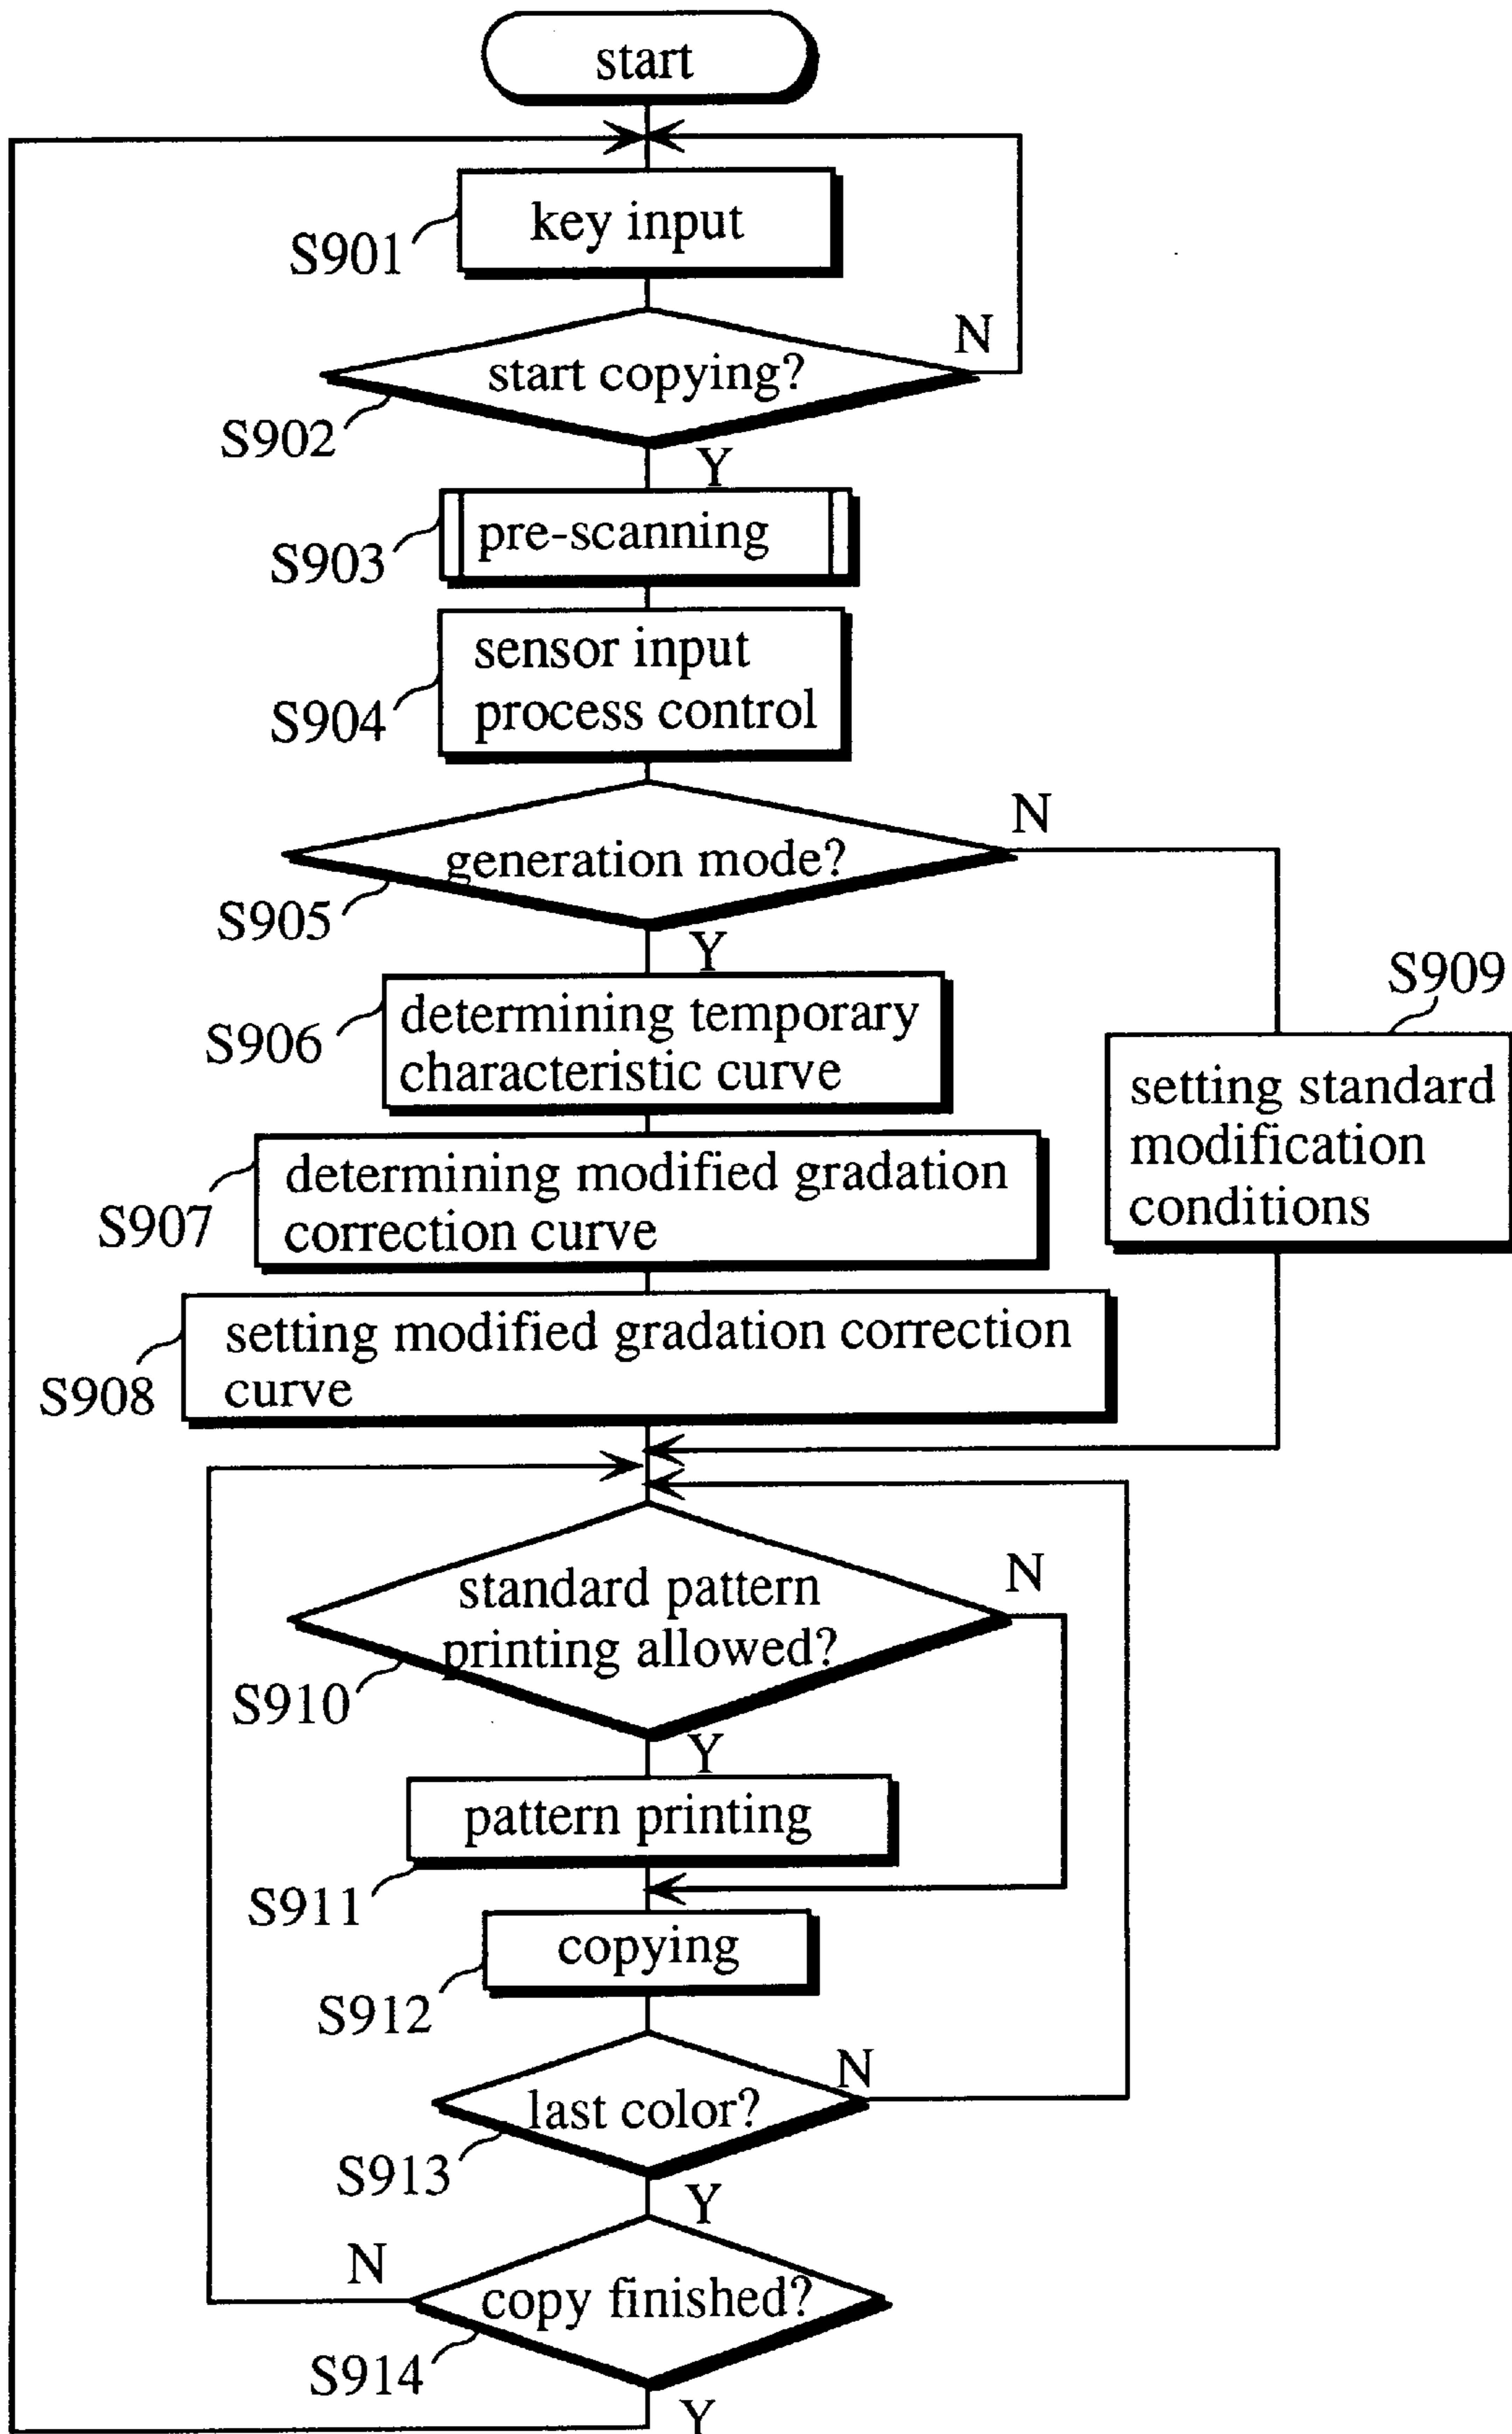 start
key input
S901
start copying?
N
S902
Y
pre-scanning
S903
sensor input
process control
S904
generation mode?
N
S905
Y
S909
determining temporary
characteristic curve
S906
setting standard
modification
conditions
determining modified gradation
correction curve
S907
setting modified gradation correction
curve
S908
standard pattern
printing allowed?
N
S910
Y
pattern printing
S911
copying
S912
last color?
N
S913
Y
copy finished?
N
S914
Y